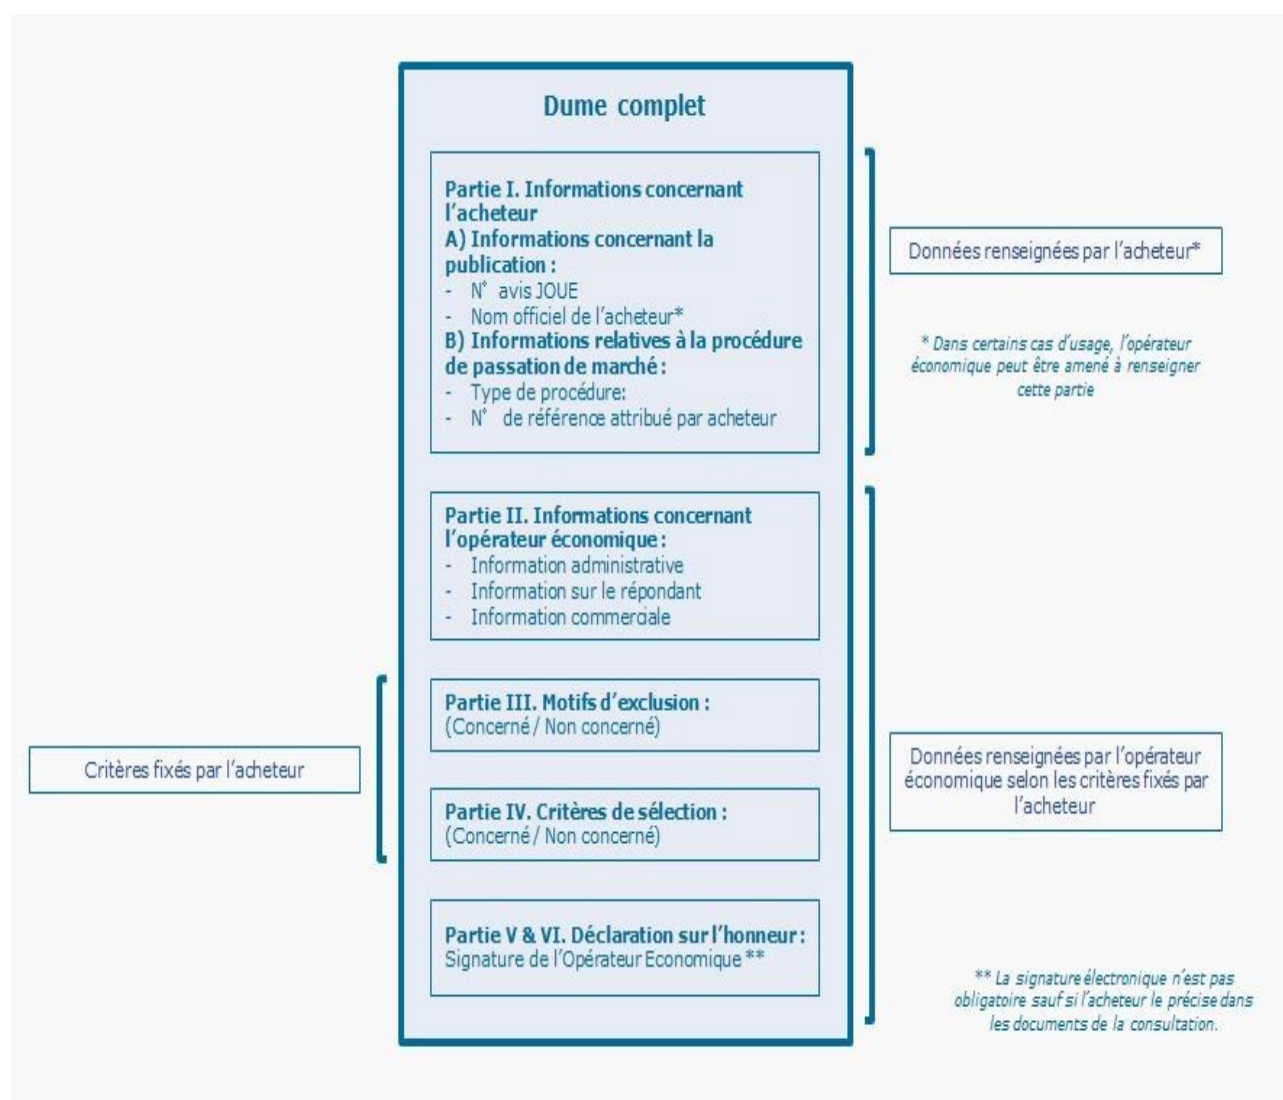 Dume complet
Partie I. Informations concernant
l'acheteur
A) Informations concernant la
publication :
- N° avis JOUE
- Nom officiel de l'acheteur*
B) Informations relatives à la procédure
de passation de marché :
- Type de procédure:
- N° de référence attribué par acheteur
Données renseignées par l'acheteur*
* Dans certains cas d'usage, l'opérateur
économique peut être amené à renseigner
cette partie
Partie II. Informations concernant
l'opérateur économique :
- Information administrative
- Information sur le répondant
- Information commerciale
Partie III. Motifs d'exclusion :
(Concerné / Non concerné)
Critères fixés par l'acheteur
Partie IV. Critères de sélection :
(Concerné / Non concerné)
Données renseignées par l'opérateur
économique selon les critères fixés par
l'acheteur
Partie V & VI. Déclaration sur l'honneur :
Signature de l'Opérateur Economique **
** La signature électronique n'est pas
obligatoire sauf si l'acheteur le précise dans
les documents de la consultation.